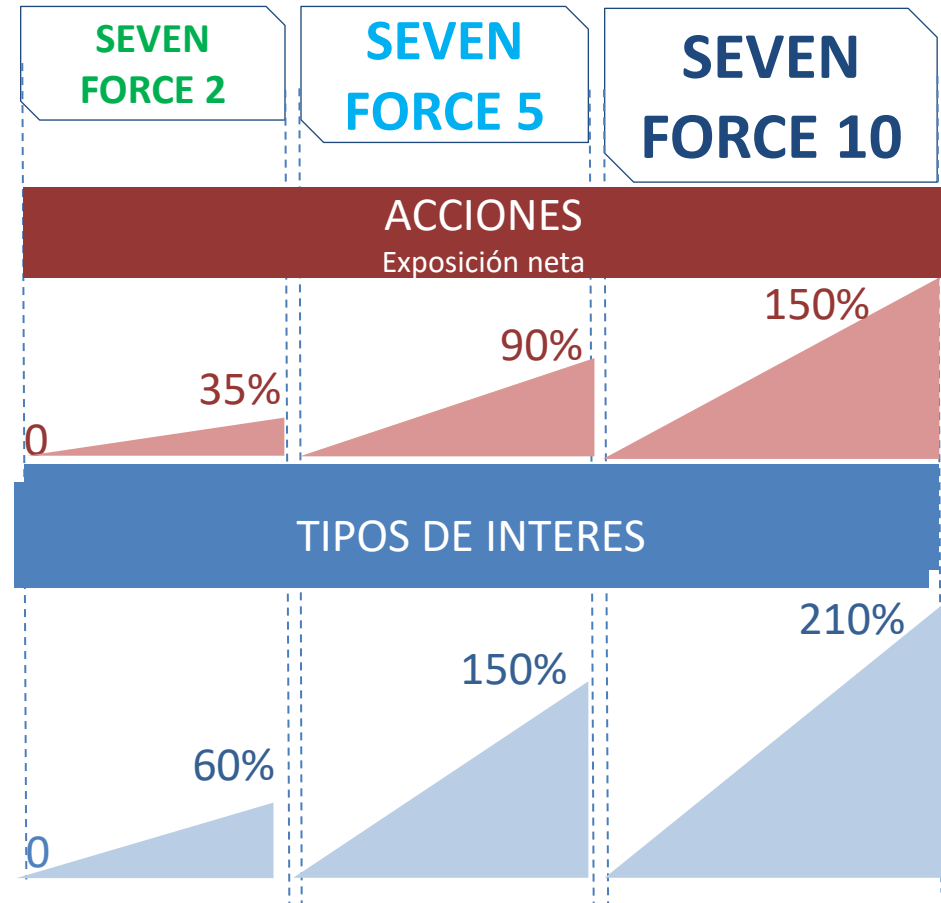 SEVEN
FORCE 2
SEVEN
FORCE 5
SEVEN
FORCE 10
ACCIONES
Exposición neta
150%
90%
35%
0
TIPOS DE INTERES
210%
150%
60%
0